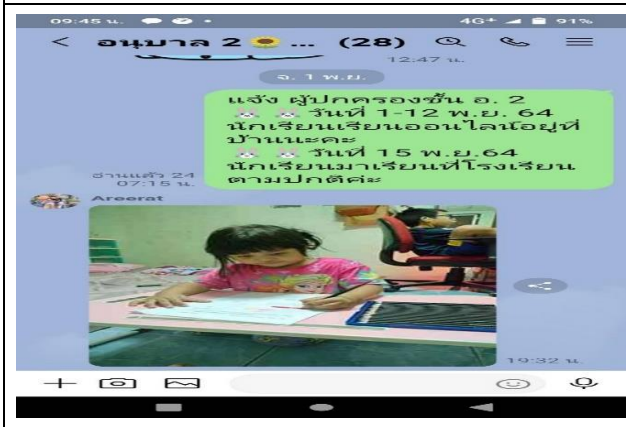 09:45 น. 4G+ 91%
< อนุบาล 2 🌻 ... (28)
12:47 น.
จ. 1 พ.ย.
แจ้ง ผู้ปกครองชั้น อ. 2
🐰 🐰 วันที่ 1-12 พ.ย. 64
นักเรียนเรียนออนไลน์อยู่ที่
บ้านนะคะ
🐰 🐰 วันที่ 15 พ.ย.64
นักเรียนมาเรียนที่โรงเรียน
ตามปกติค่ะ
อ่านแล้ว 24
07:15 น.
Areerat
19:32 น.